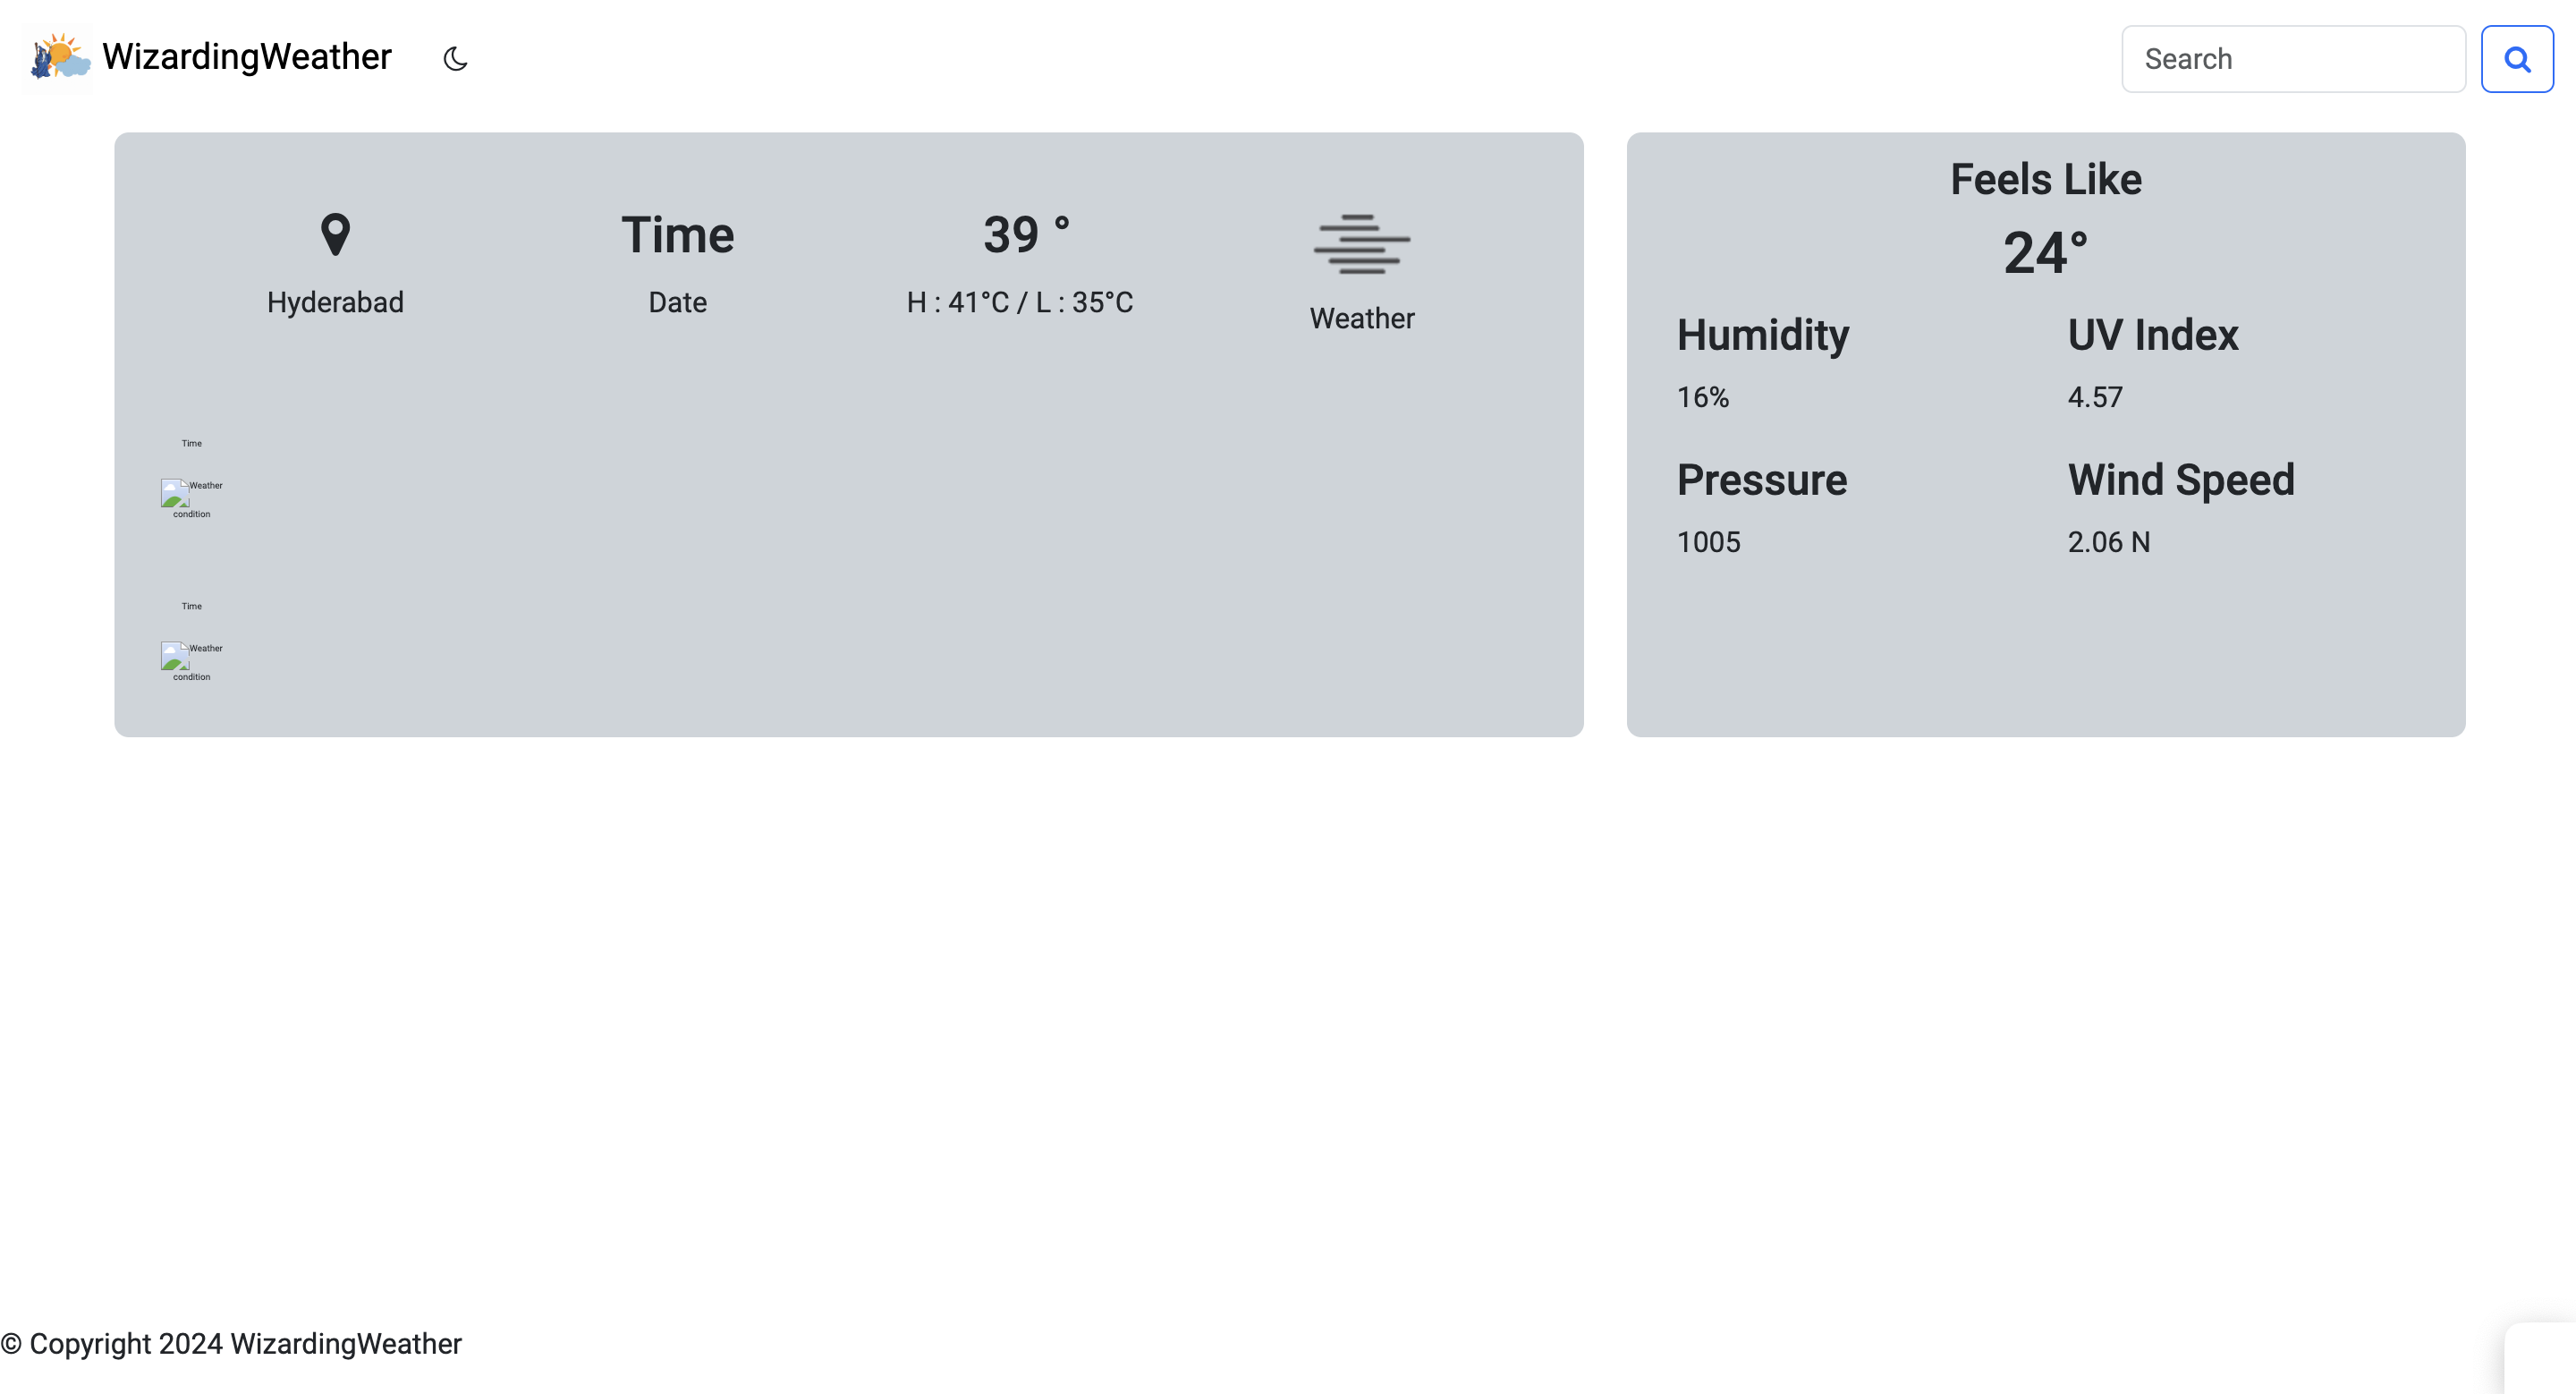 WizardingWeather
Search
Hyderabad
Time
Date
39 °
H : 41°C / L : 35°C
Weather
Time
Weather
condition
Time
Weather
condition
Feels Like
24°
Humidity
16%
UV Index
4.57
Pressure
1005
Wind Speed
2.06 N
© Copyright 2024 WizardingWeather